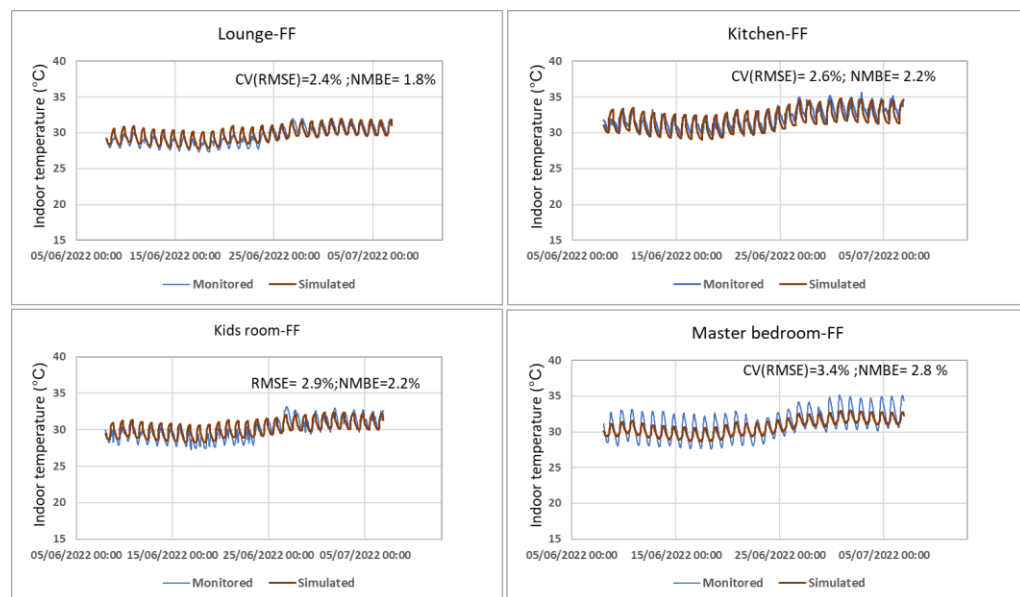 Lounge-FF
CV(RMSE)=2.4% ;NMBE= 1.8%
Indoor temperature (°C)
40
35
30
25
20
15
05/06/2022 00:00 15/06/2022 00:00 25/06/2022 00:00 05/07/2022 00:00
Monitored Simulated
Kitchen-FF
CV(RMSE)= 2.6%; NMBE= 2.2%
Indoor temperature (°C)
40
35
30
25
20
15
05/06/2022 00:00 15/06/2022 00:00 25/06/2022 00:00 05/07/2022 00:00
Monitored Simulated
Kids room-FF
RMSE= 2.9%;NMBE=2.2%
Indoor temperature (°C)
40
35
30
25
20
15
05/06/2022 00:00 15/06/2022 00:00 25/06/2022 00:00 05/07/2022 00:00
Monitored Simulated
Master bedroom-FF
CV(RMSE)=3.4% ;NMBE= 2.8 %
Indoor temperature (°C)
40
35
30
25
20
15
05/06/2022 00:00 15/06/2022 00:00 25/06/2022 00:00 05/07/2022 00:00
Monitored Simulated